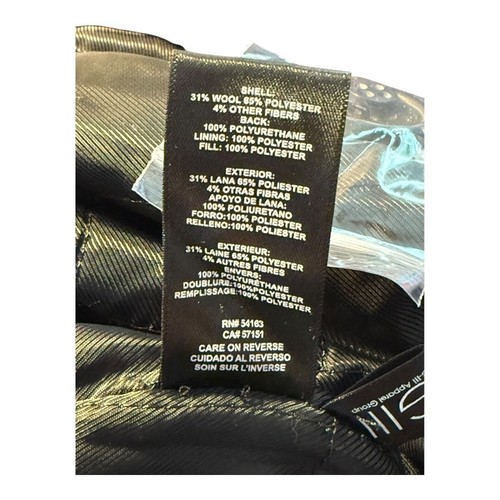 SHELL:
31% WOOL 65% POLYESTER
4% OTHER FIBERS
BACK:
100% POLYURETHANE
LINING: 100% POLYESTER
FILL: 100% POLYESTER
EXTERIOR:
31% LANA 65% POLIESTER
4% OTRAS FIBRAS
APOYO DE LANA:
100% POLIURETANO
FORRO:100% POLIESTER
RELLENO:100% POLIESTER
EXTERIEUR:
31% LAINE 65% POLYESTER
4% AUTRES FIBRES
ENVERS:
100% POLYURETHANE
DOUBLURE:100%POLYESTER
REMPLISSAGE:100%POLYESTER
RN# 54163
CA# 57151
CARE ON REVERSE
CUIDADO AL REVERSO
SOIN SUR L'INVERSE
G-III Apparel Group